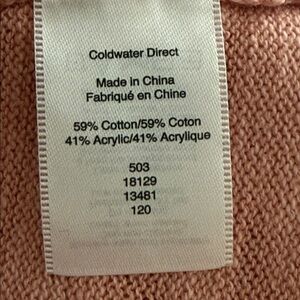 Coldwater Direct
Made in China
Fabriqué en Chine
59% Cotton/59% Coton
41% Acrylic/41% Acrylique
503
18129
13481
120